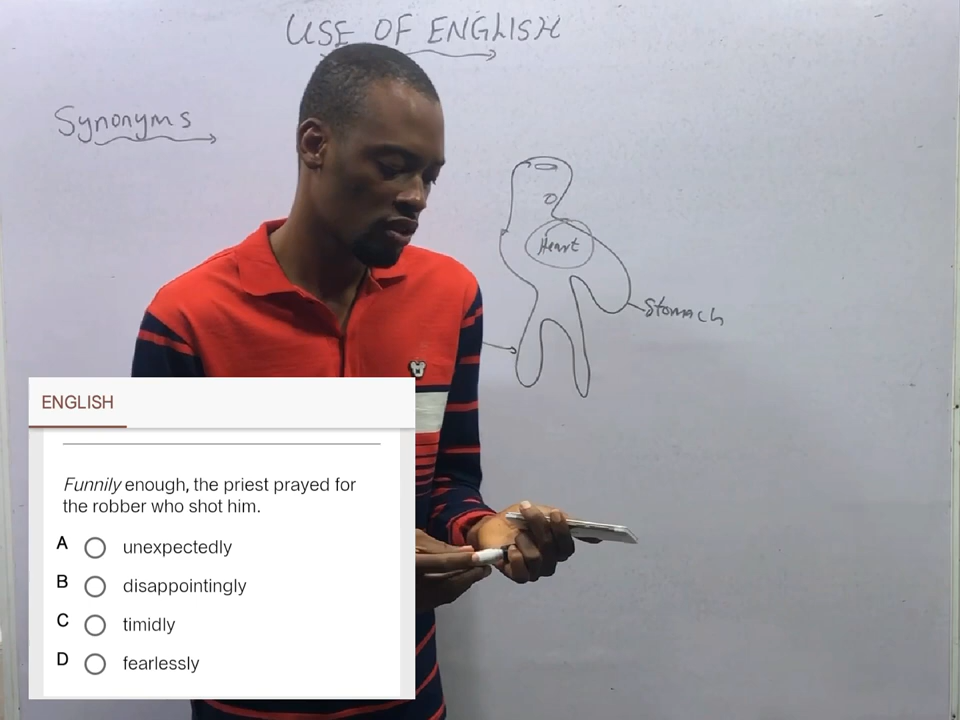 USE OF ENGLISH
Synonyms
Heart
Stomach
ENGLISH
Funnily enough, the priest prayed for
the robber who shot him.
A unexpectedly
B disappointingly
C timidly
D fearlessly